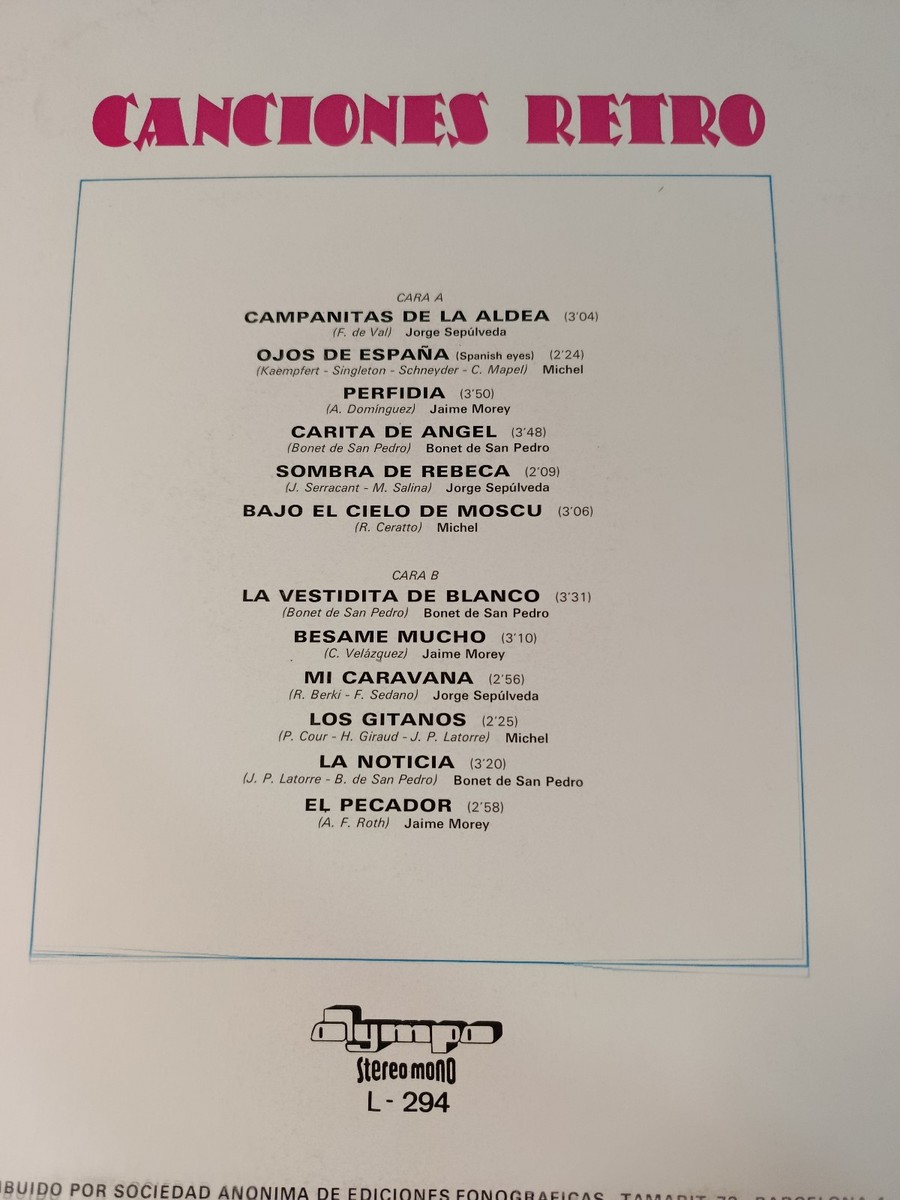 CANCIONES RETRO
CARA A
CAMPANITAS DE LA ALDEA (3'04)
(F. de Val) Jorge Sepúlveda
OJOS DE ESPAÑA (Spanish eyes) (2'24)
(Kaempfert - Singleton - Schneyder - C. Mapel) Michel
PERFIDIA (3'50)
(A. Domínguez) Jaime Morey
CARITA DE ANGEL (3'48)
(Bonet de San Pedro) Bonet de San Pedro
SOMBRA DE REBECA (2'09)
(J. Serracant - M. Salina) Jorge Sepúlveda
BAJO EL CIELO DE MOSCU (3'06)
(R. Ceratto) Michel
CARA B
LA VESTIDITA DE BLANCO (3'31)
(Bonet de San Pedro) Bonet de San Pedro
BESAME MUCHO (3'10)
(C. Velázquez) Jaime Morey
MI CARAVANA (2'56)
(R. Berki - F. Sedano) Jorge Sepúlveda
LOS GITANOS (2'25)
(P. Cour - H. Giraud - J. P. Latorre) Michel
LA NOTICIA (3'20)
(J. P. Latorre - B. de San Pedro) Bonet de San Pedro
EL PECADOR (2'58)
(A. F. Roth) Jaime Morey
Olympo
Stereo mono
L - 294
IBUIDO POR SOCIEDAD ANONIMA DE EDICIONES FONOGRAFICAS